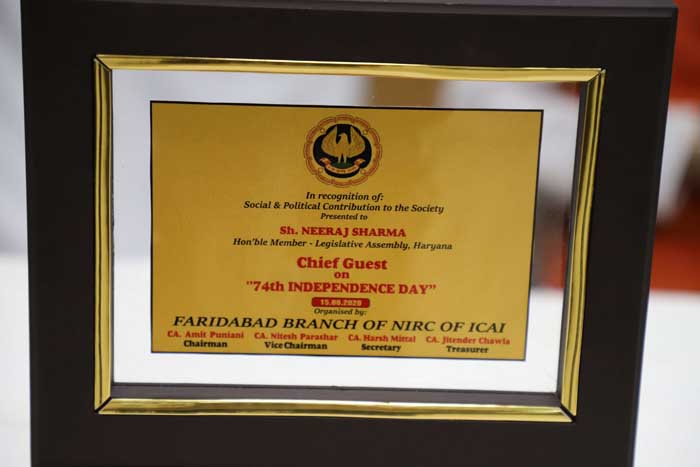 In recognition of:
Social & Political Contribution to the Society
Presented to
Sh. NEERAJ SHARMA
Hon'ble Member - Legislative Assembly, Haryana
Chief Guest
on
"74th INDEPENDENCE DAY"
15.08.2020
Organised by:
FARIDABAD BRANCH OF NIRC OF ICAI
CA. Amit Puniani CA. Nitesh Parashar CA. Harsh Mittal CA. Jitender Chawla
Chairman Vice Chairman Secretary Treasurer